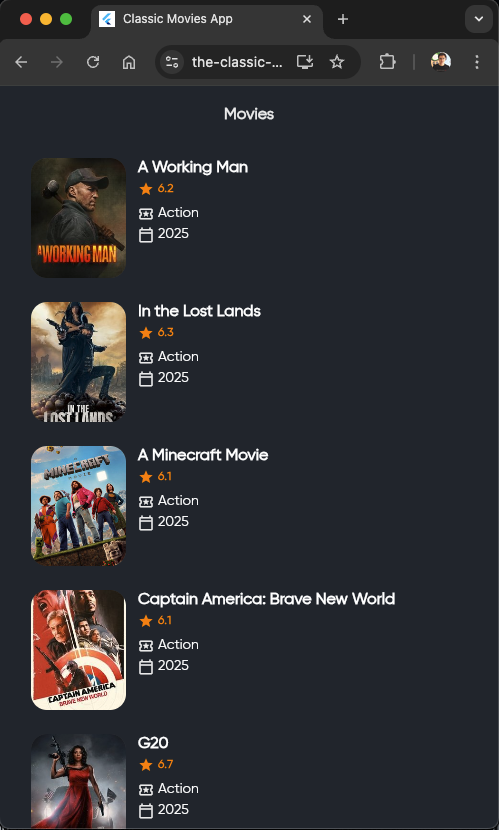 Classic Movies App
the-classic-...
Movies
A WORKING MAN
A Working Man
6.2
Action
2025
IN THE
LOST LANDS
In the Lost Lands
6.3
Action
2025
MINECRAFT
MOVIE
A Minecraft Movie
6.1
Action
2025
CAPTAIN AMERICA
BRAVE NEW WORLD
Captain America: Brave New World
6.1
Action
2025
G20
6.7
Action
2025